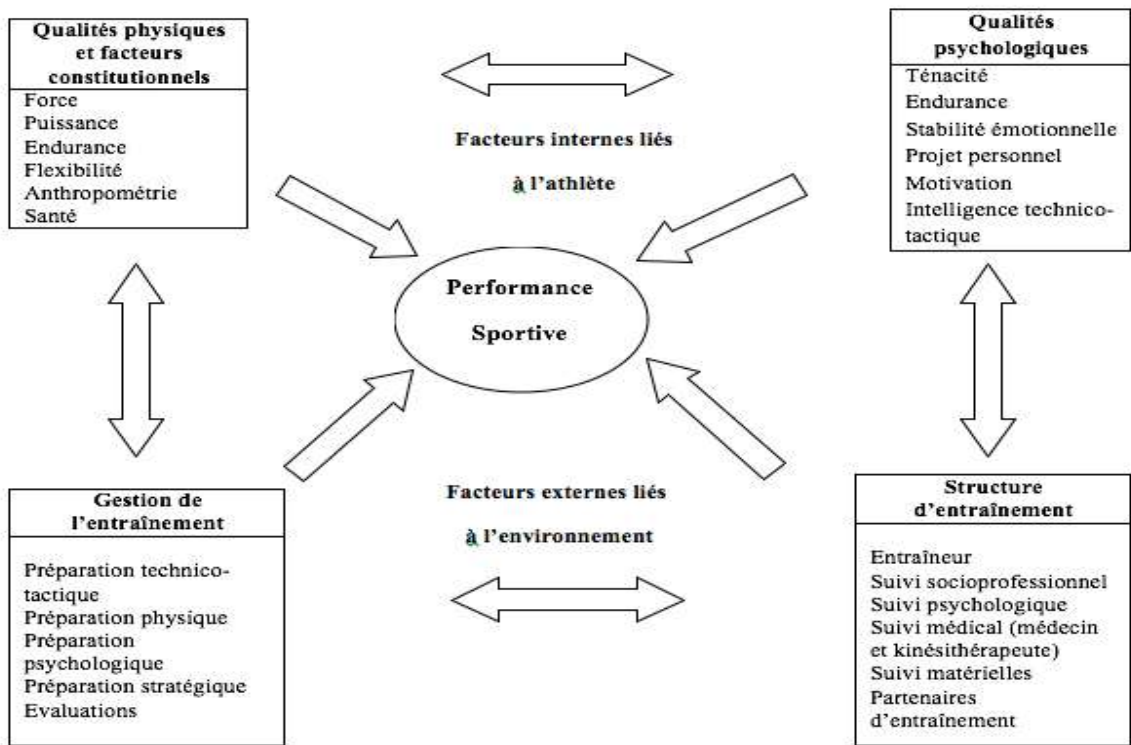 Qualités physiques
et facteurs
constitutionnels
Force
Puissance
Endurance
Flexibilité
Anthropométrie
Santé
Qualités
psychologiques
Ténacité
Endurance
Stabilité émotionnelle
Projet personnel
Motivation
Intelligence technico-
tactique
Facteurs internes liés
à l'athlète
Performance
Sportive
Facteurs externes liés
à l'environnement
Gestion de
l'entraînement
Préparation technico-
tactique
Préparation physique
Préparation
psychologique
Préparation stratégique
Evaluations
Structure
d'entraînement
Entraîneur
Suivi socioprofessionnel
Suivi psychologique
Suivi médical (médecin
et kinésithérapeute)
Suivi matérielles
Partenaires
d'entraînement